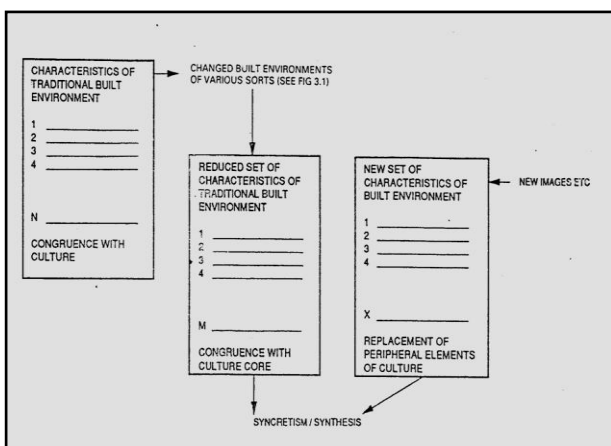 CHARACTERISTICS OF
TRADITIONAL BUILT
ENVIRONMENT
1
2
3
4
N
CONGRUENCE WITH
CULTURE
CHANGED BUILT ENVIRONMENTS
OF VARIOUS SORTS (SEE FIG 3.1)
REDUCED SET OF
CHARACTERISTICS OF
TRADITIONAL BUILT
ENVIRONMENT
1
2
3
4
M
CONGRUENCE WITH
CULTURE CORE
NEW SET OF
CHARACTERISTICS OF
BUILT ENVIRONMENT
1
2
3
4
X
REPLACEMENT OF
PERIPHERAL ELEMENTS
OF CULTURE
NEW IMAGES ETC
SYNCRETISM / SYNTHESIS